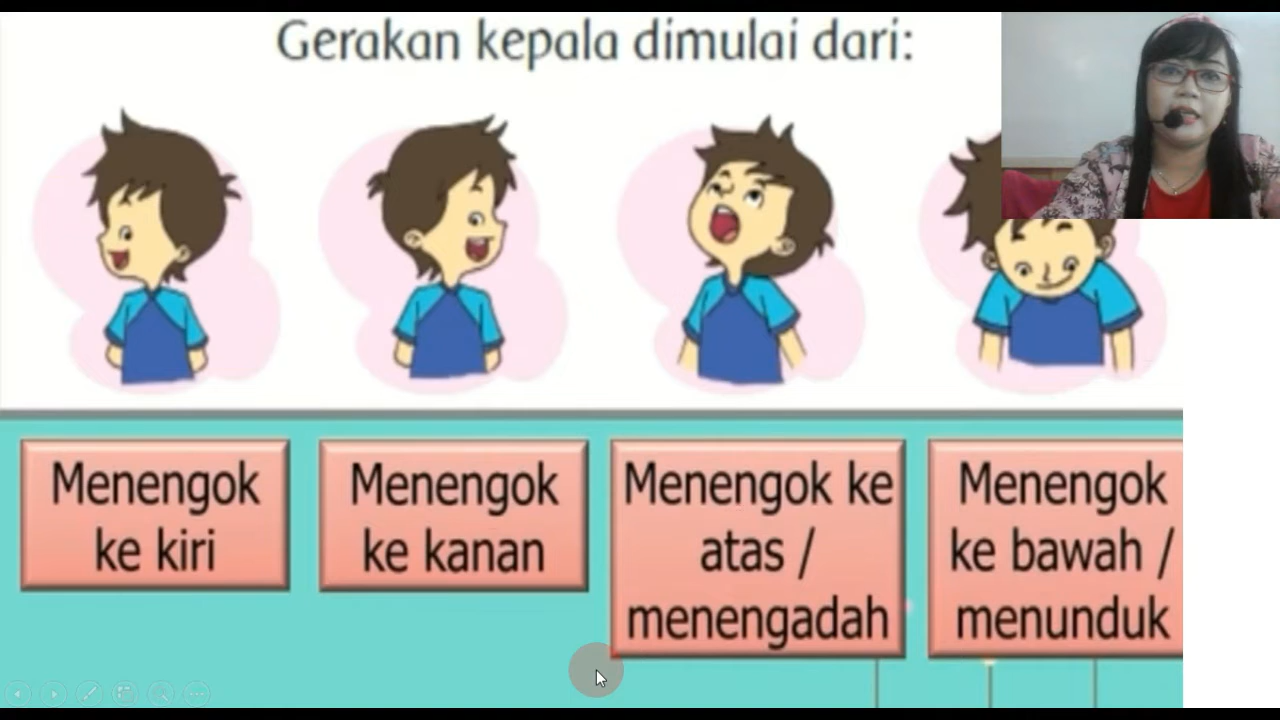 Gerakan kepala dimulai dari:
Menengok
ke kiri
Menengok
ke kanan
Menengok ke
atas /
menengadah
Menengok
ke bawah /
menunduk